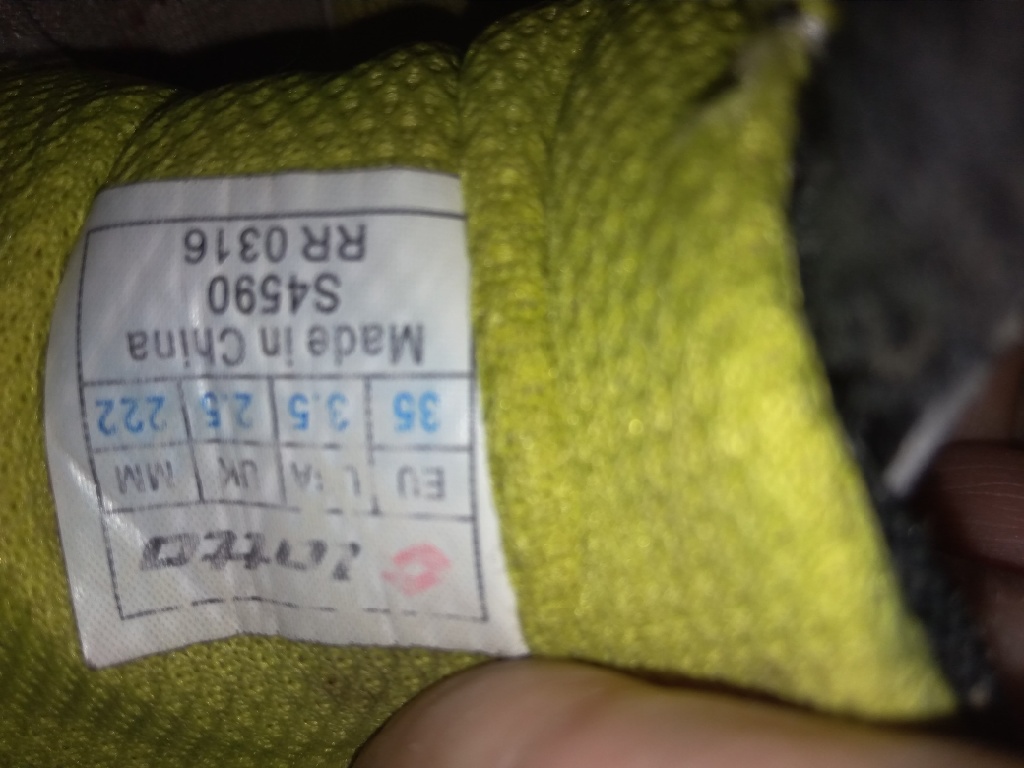 lotto
EU UK MM
35 3.5 2.5 222
Made in China
S4590
RR 0316